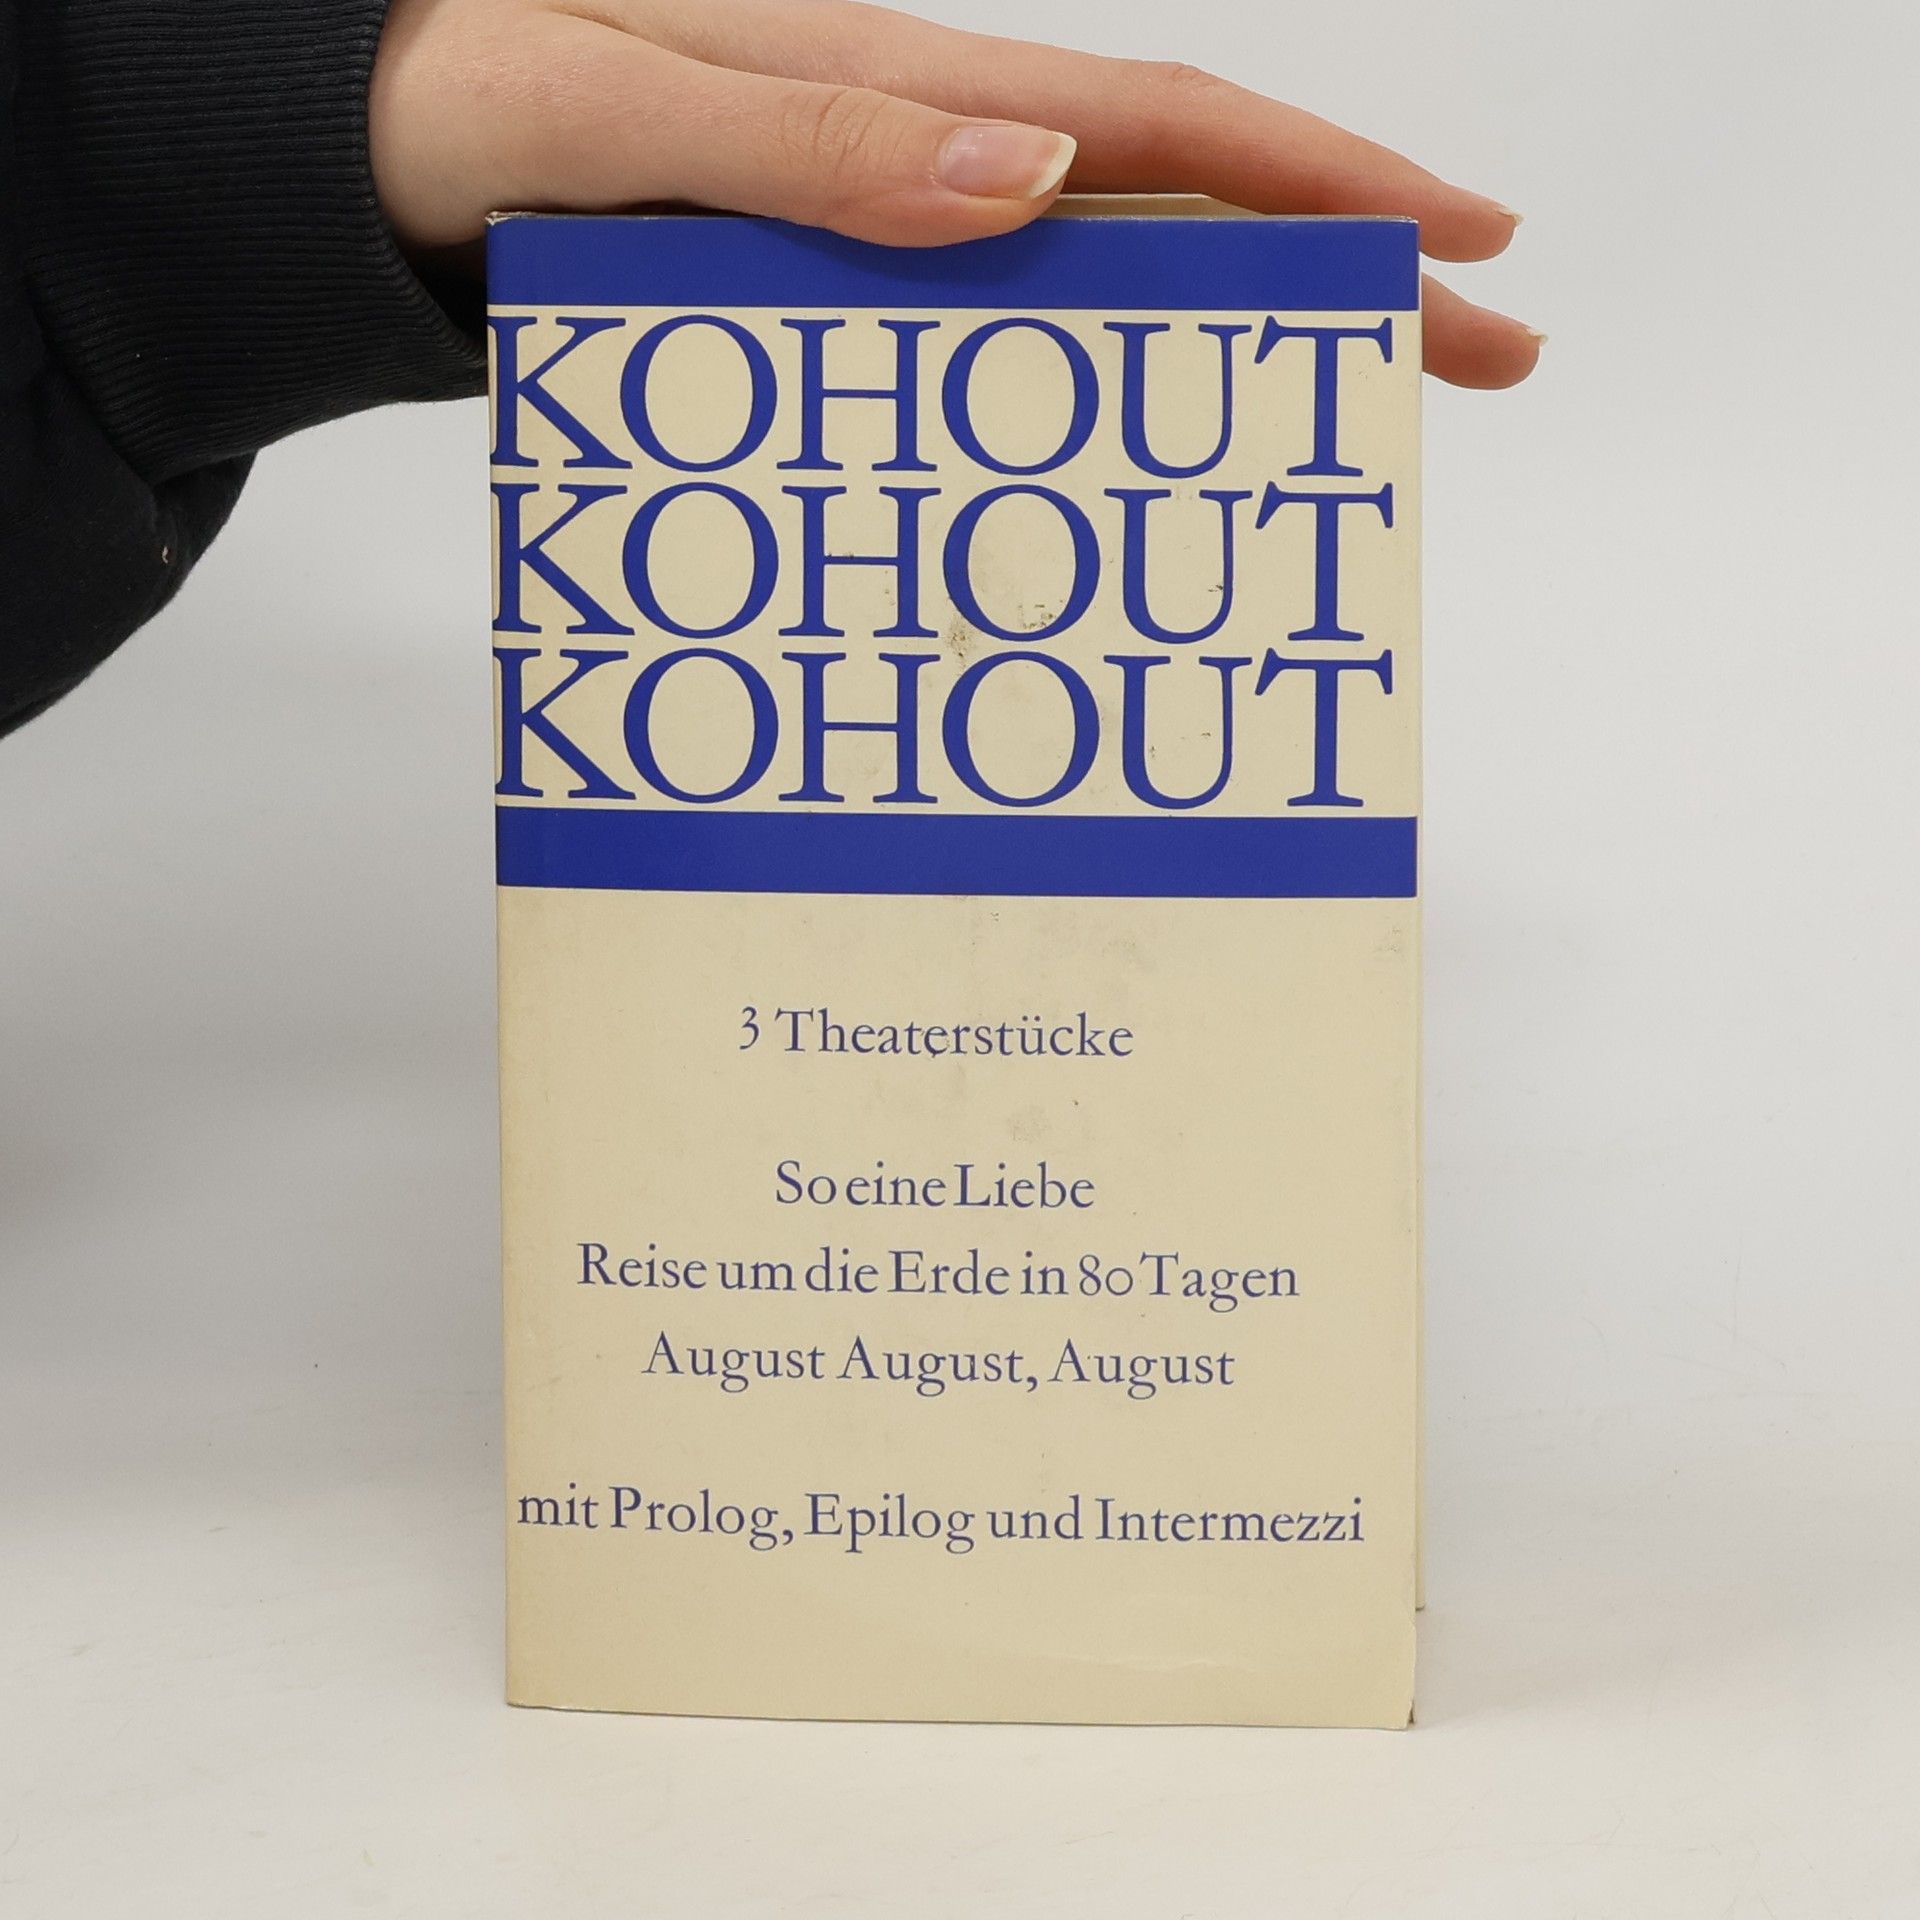 KOHOUT
KOHOUT
KOHOUT
3 Theaterstücke
So eine Liebe
Reise um die Erde in 80 Tagen
August August, August
mit Prolog, Epilog und Intermezzi